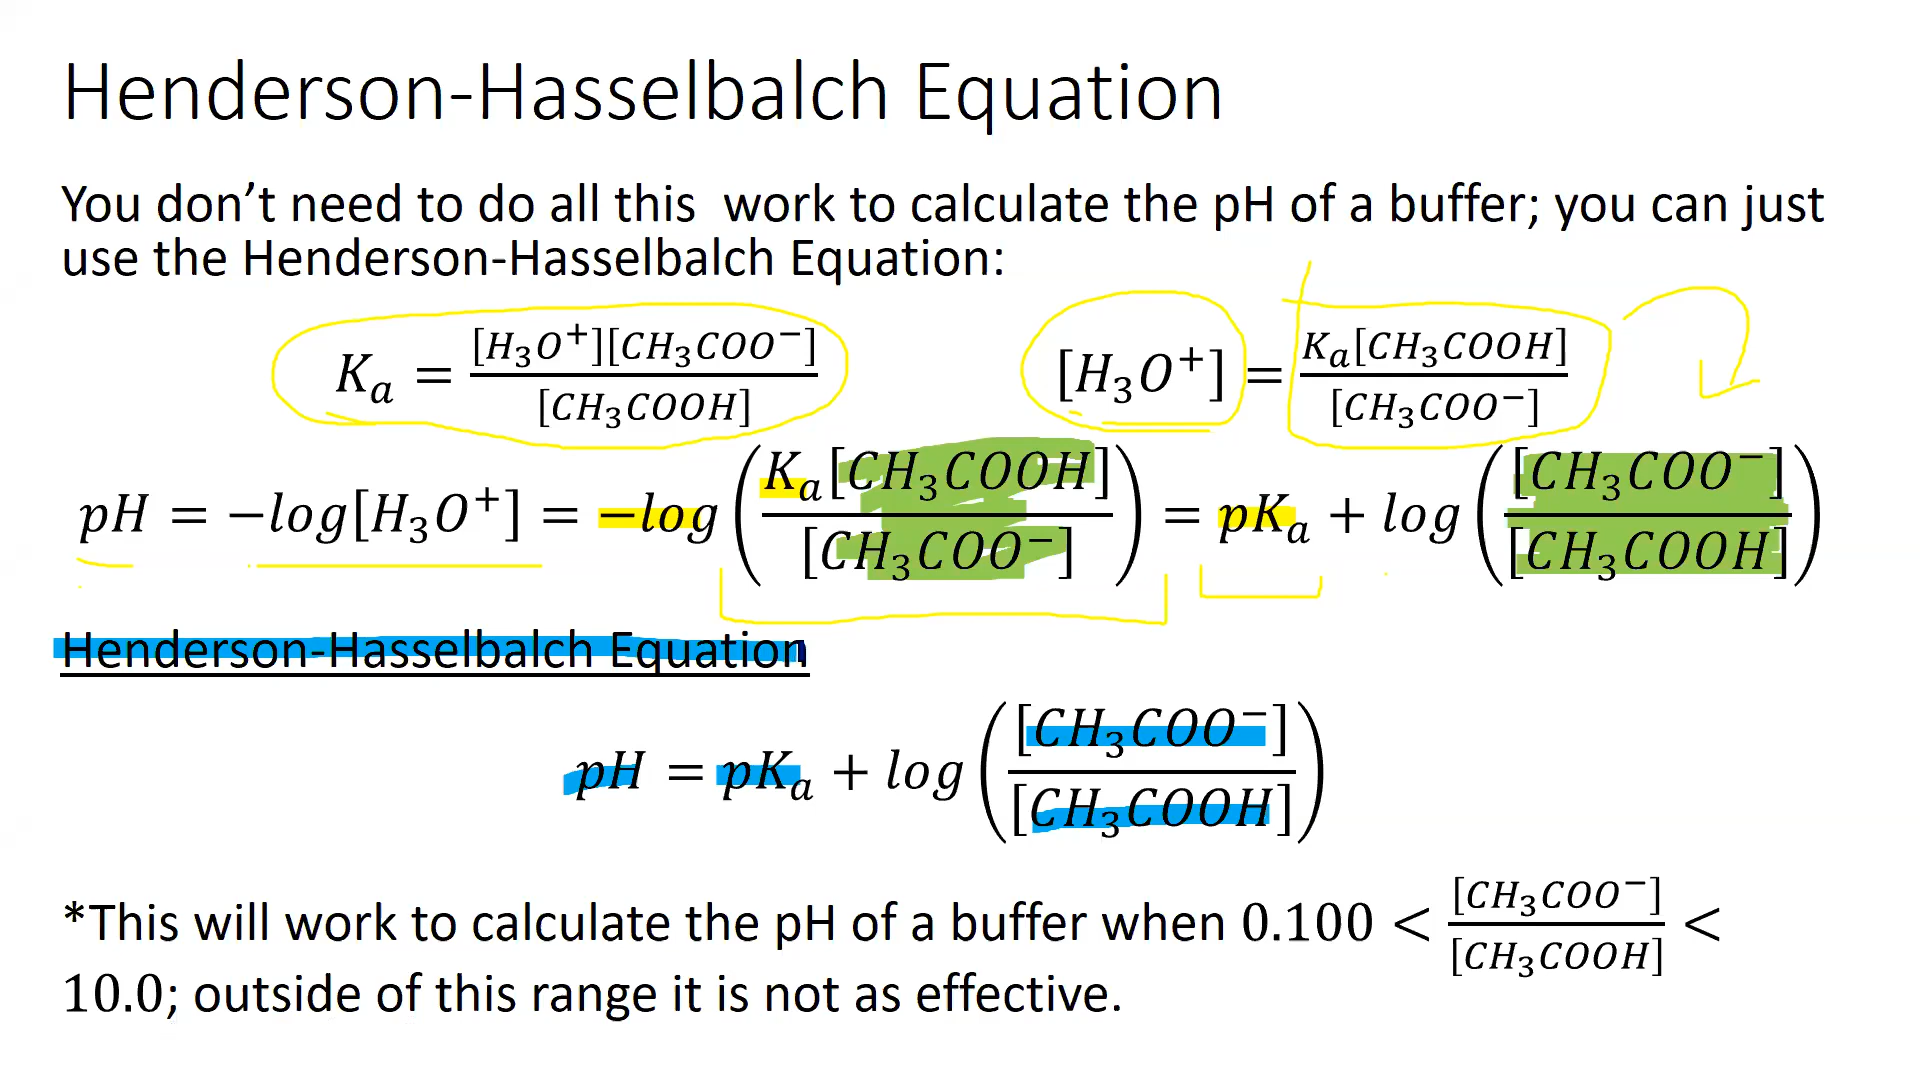 Henderson-Hasselbalch Equation
You don’t need to do all this  work to calculate the pH of a buffer; you can just
use the Henderson-Hasselbalch Equation:
Kₐ = [H₃O⁺][CH₃COO⁻] / [CH₃COOH]    [H₃O⁺] = Kₐ[CH₃COOH] / [CH₃COO⁻]
pH = −log[H₃O⁺] = −log(Kₐ[CH₃COOH] / [CH₃COO⁻]) = pKₐ + log([CH₃COO⁻] / [CH₃COOH])
Henderson-Hasselbalch Equation
pH = pKₐ + log([CH₃COO⁻] / [CH₃COOH])
*This will work to calculate the pH of a buffer when 0.100 < [CH₃COO⁻] / [CH₃COOH] <
10.0; outside of this range it is not as effective.